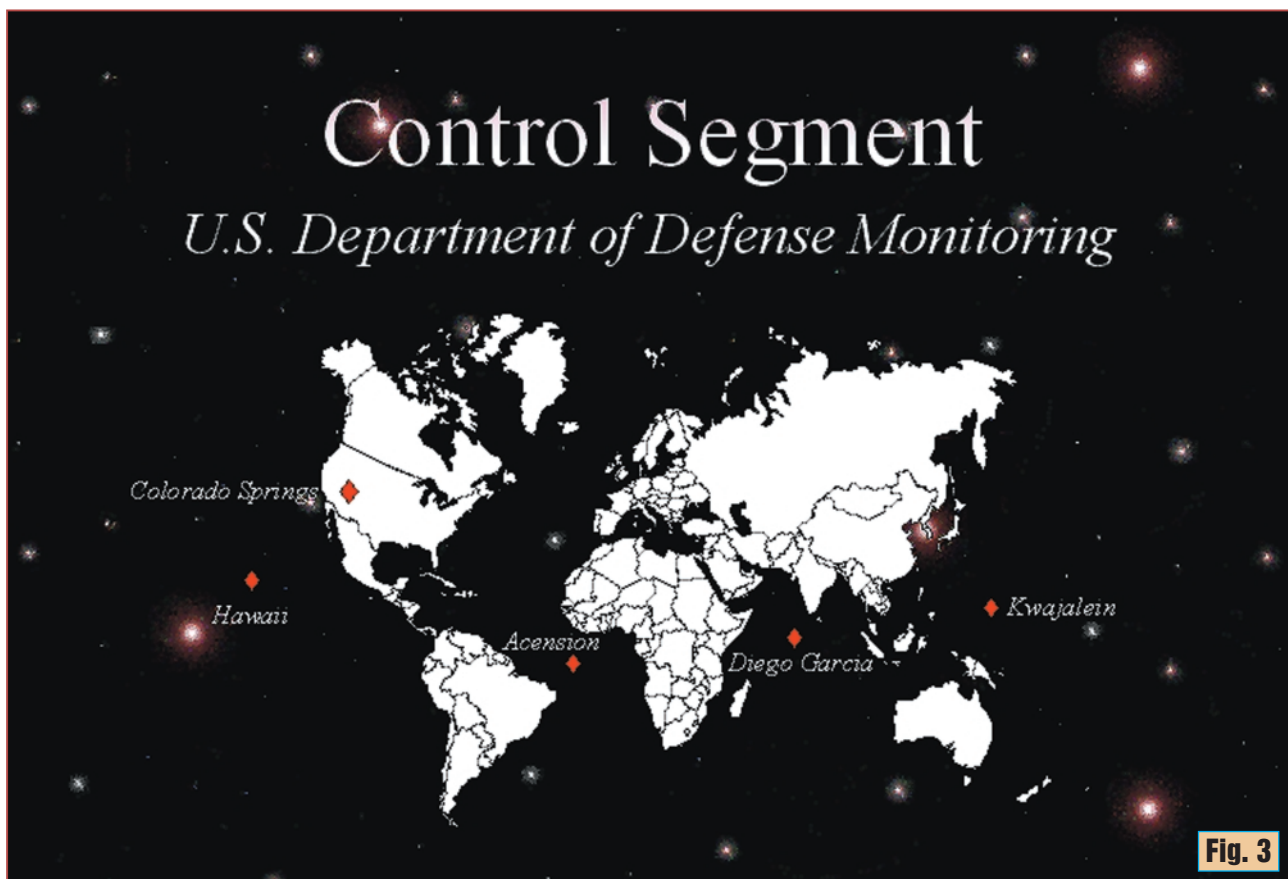 Control Segment
U.S. Department of Defense Monitoring
Colorado Springs
Hawaii
Acension
Diego Garcia
Kwajalein
Fig. 3